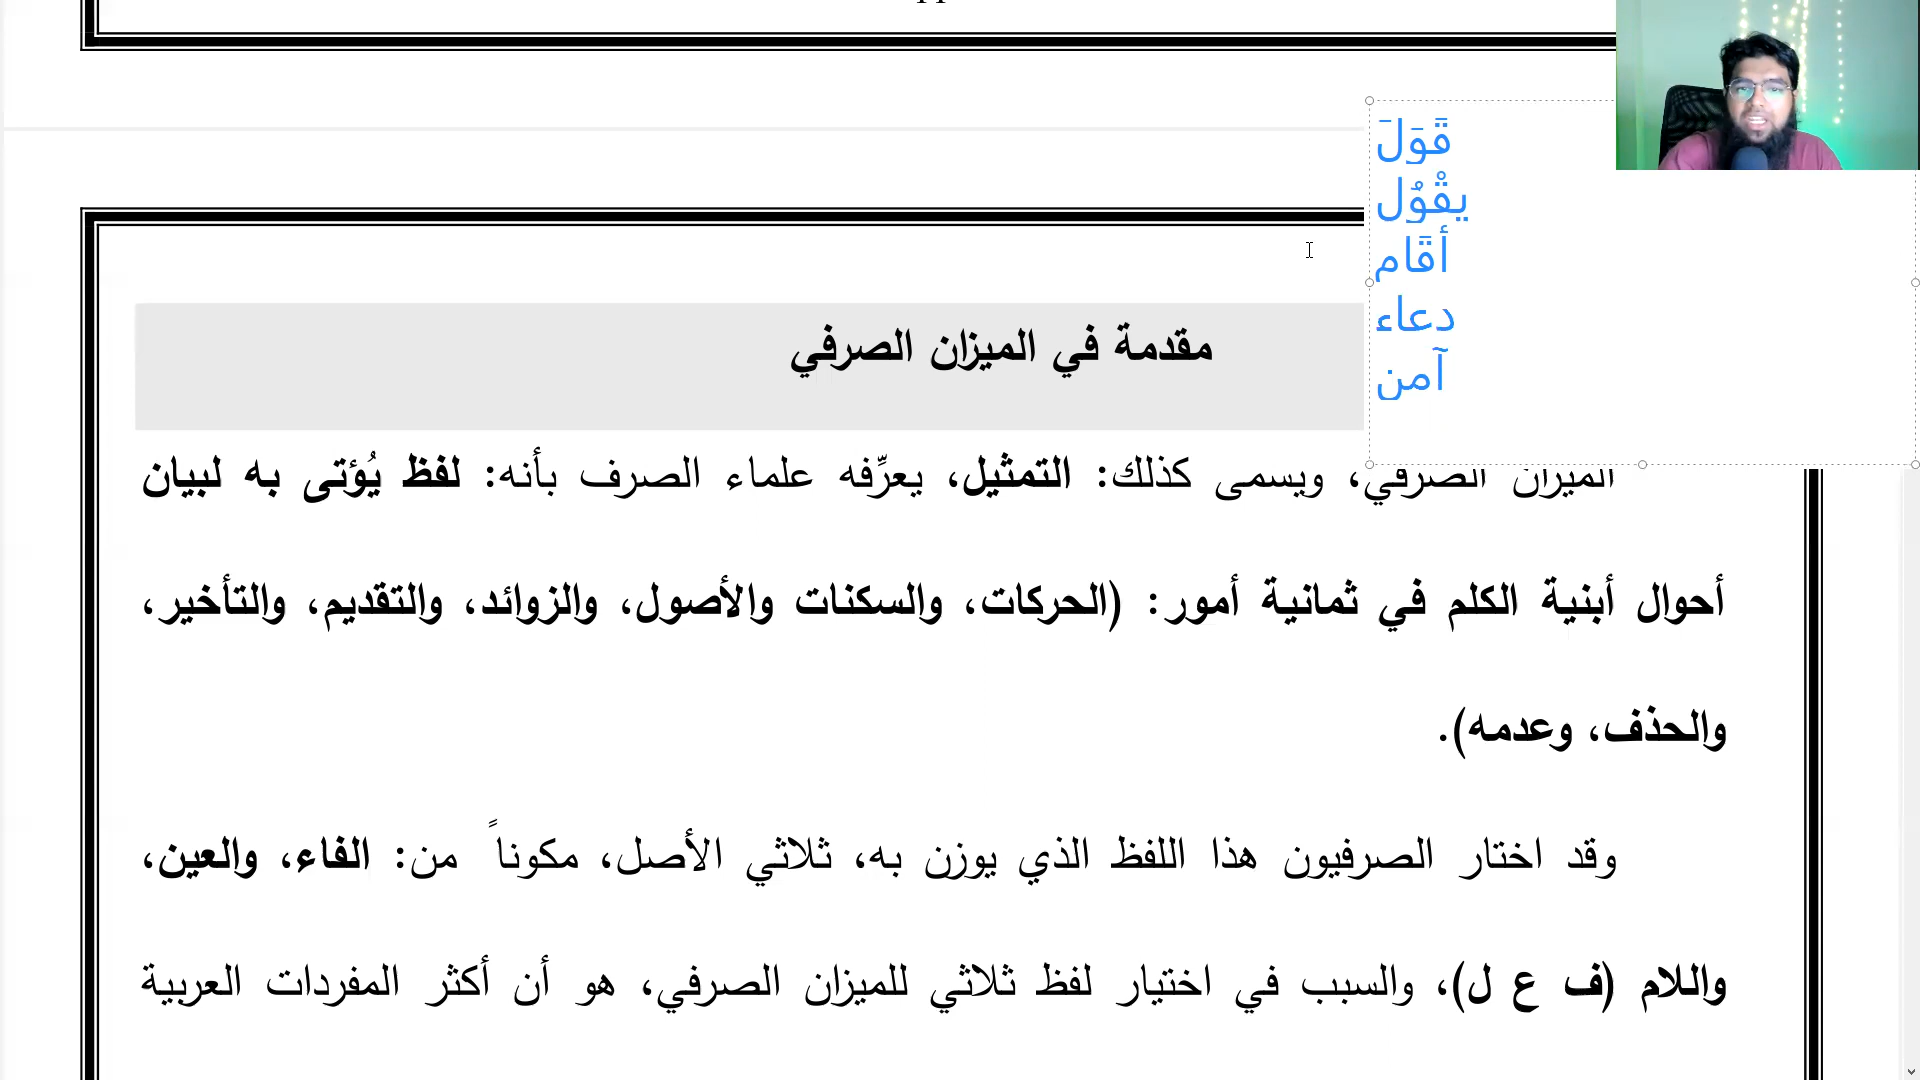 قَوَلَ
يقْوُل
أقَام
دعاء
آمن
مقدمة في الميزان الصرفي
الميزان الصرفي، ويسمى كذلك: التمثيل، يعرِّفه علماء الصرف بأنه: لفظ يُؤتى به لبيان
أحوال أبنية الكلم في ثمانية أمور: (الحركات، والسكنات والأصول، والزوائد، والتقديم، والتأخير،
والحذف، وعدمه).
وقد اختار الصرفيون هذا اللفظ الذي يوزن به، ثلاثي الأصل، مكوناً من: الفاء، والعين،
واللام (ف ع ل)، والسبب في اختيار لفظ ثلاثي للميزان الصرفي، هو أن أكثر المفردات العربية